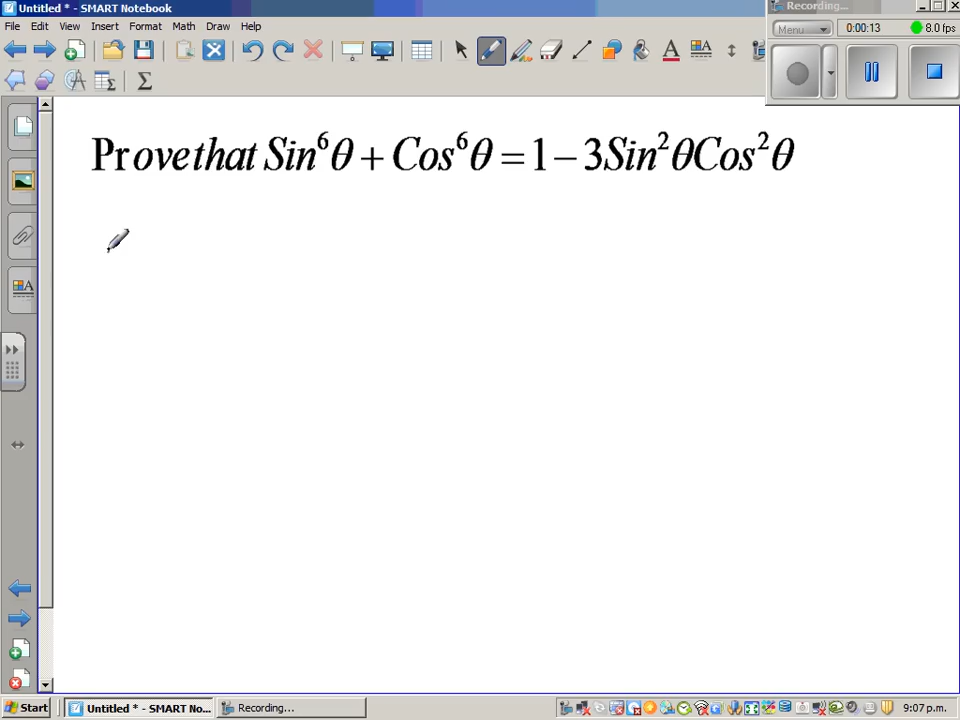 Untitled * - SMART Notebook
Recording...
File Edit View Insert Format Math Draw Help
Menu 0:00:13 8.0 fps
Prove that Sin⁶θ + Cos⁶θ = 1 − 3Sin²θCos²θ
Start Untitled * - SMART No... Recording... 9:07 p.m.